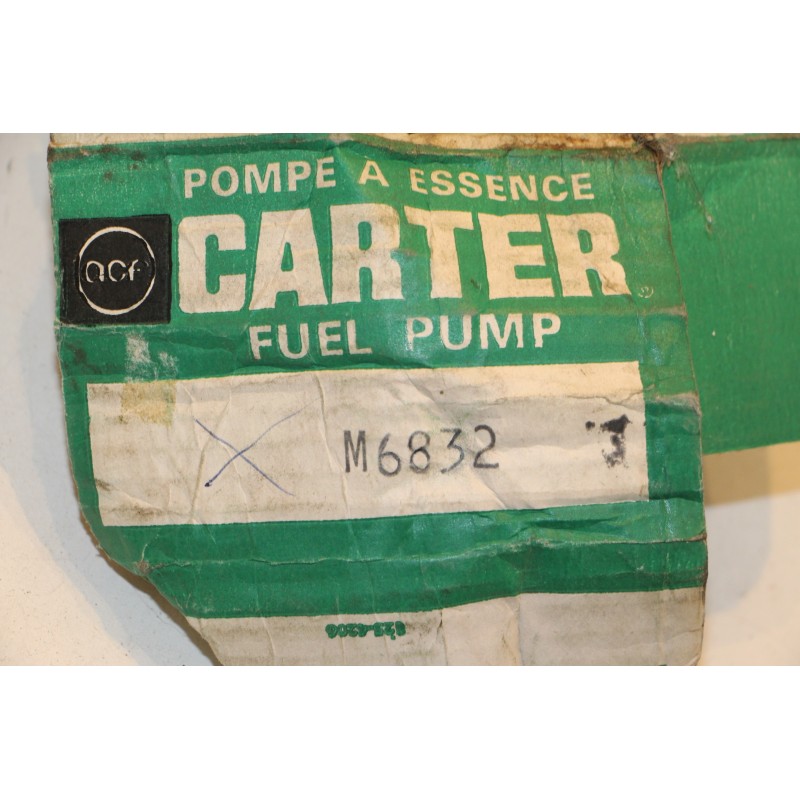 POMPE A ESSENCE
acf
CARTER®
FUEL PUMP
M6832